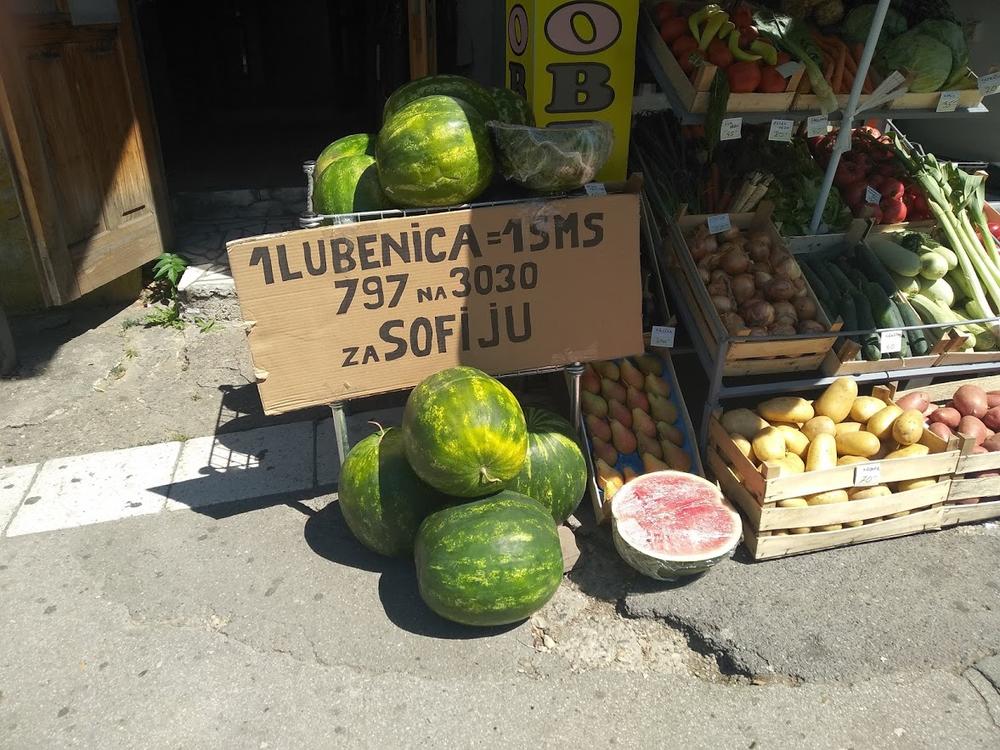 O
B
O
B
1LUBENiCA=1SMS
797 NA 3030
ZA SOFiJU